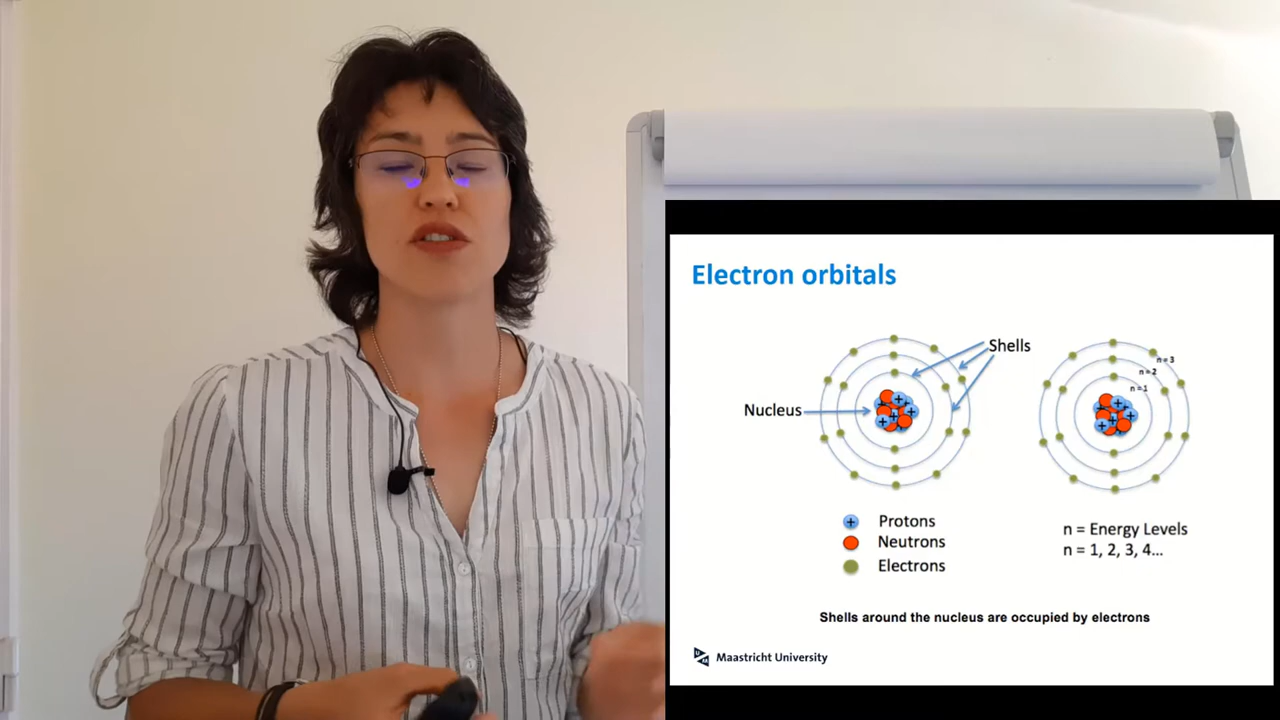 Electron orbitals
Shells
Nucleus
n=3
n=2
n=1
Protons
Neutrons
Electrons
n = Energy Levels
n = 1, 2, 3, 4...
Shells around the nucleus are occupied by electrons
Maastricht University